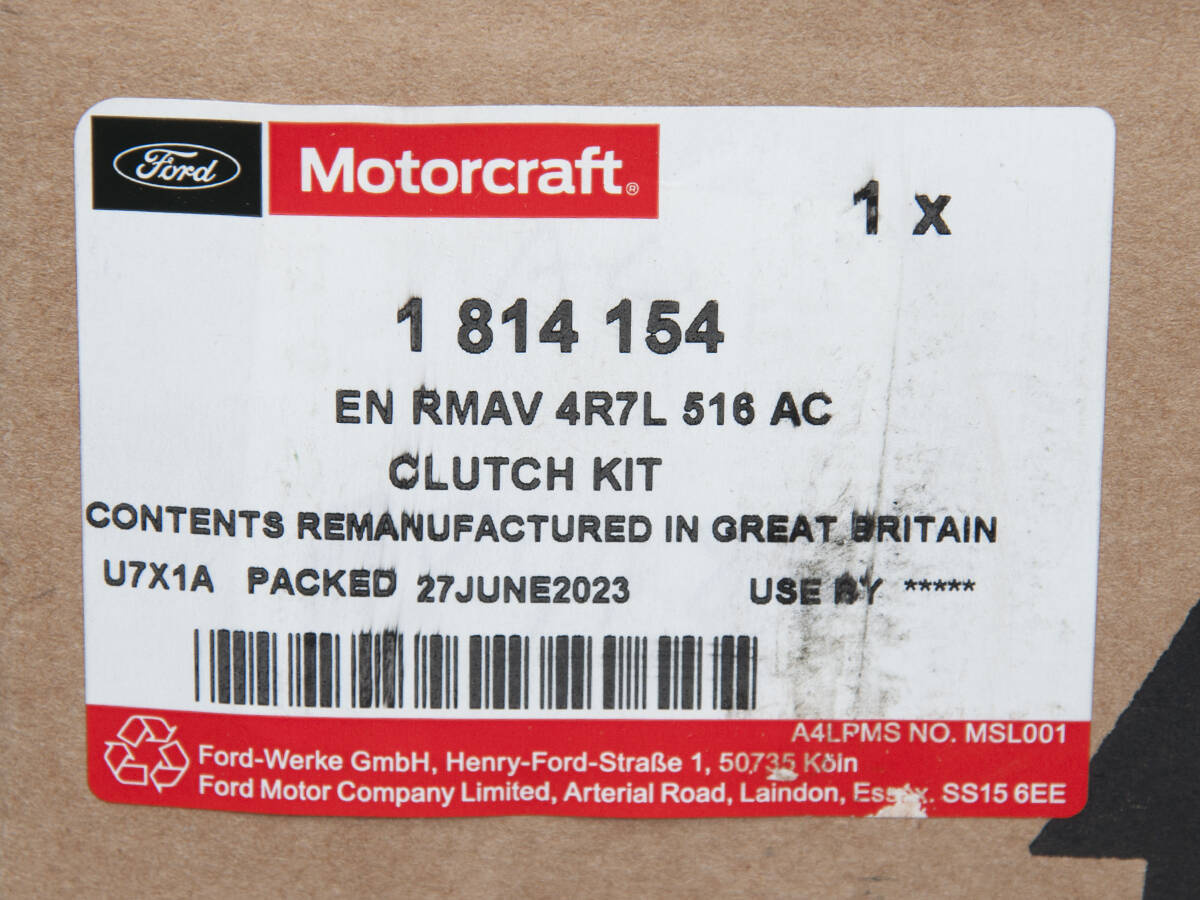 Ford Motorcraft®
1 x
1 814 154
EN RMAV 4R7L 516 AC
CLUTCH KIT
CONTENTS REMANUFACTURED IN GREAT BRITAIN
U7X1A PACKED 27JUNE2023 USE BY *****
A4LPMS NO. MSL001
Ford-Werke GmbH, Henry-Ford-Straße 1, 50735 Köln
Ford Motor Company Limited, Arterial Road, Laindon, Essex. SS15 6EE